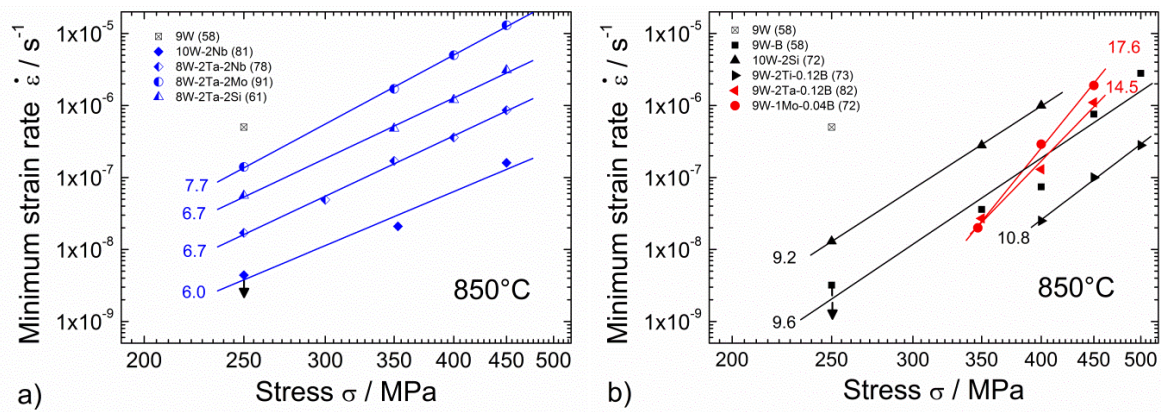 1x10⁻⁵
1x10⁻⁶
1x10⁻⁷
1x10⁻⁸
1x10⁻⁹
Minimum strain rate ε̇ / s⁻¹
9W (58)
10W-2Nb (81)
8W-2Ta-2Nb (78)
8W-2Ta-2Mo (91)
8W-2Ta-2Si (61)
7.7
6.7
6.7
6.0
850°C
200 250 300 350 400 450 500
Stress σ / MPa
a)
1x10⁻⁵
1x10⁻⁶
1x10⁻⁷
1x10⁻⁸
1x10⁻⁹
Minimum strain rate ε̇ / s⁻¹
9W (58)
9W-B (58)
10W-2Si (72)
9W-2Ti-0.12B (73)
9W-2Ta-0.12B (82)
9W-1Mo-0.04B (72)
17.6
14.5
9.2
10.8
9.6
850°C
200 250 300 350 400 450 500
Stress σ / MPa
b)